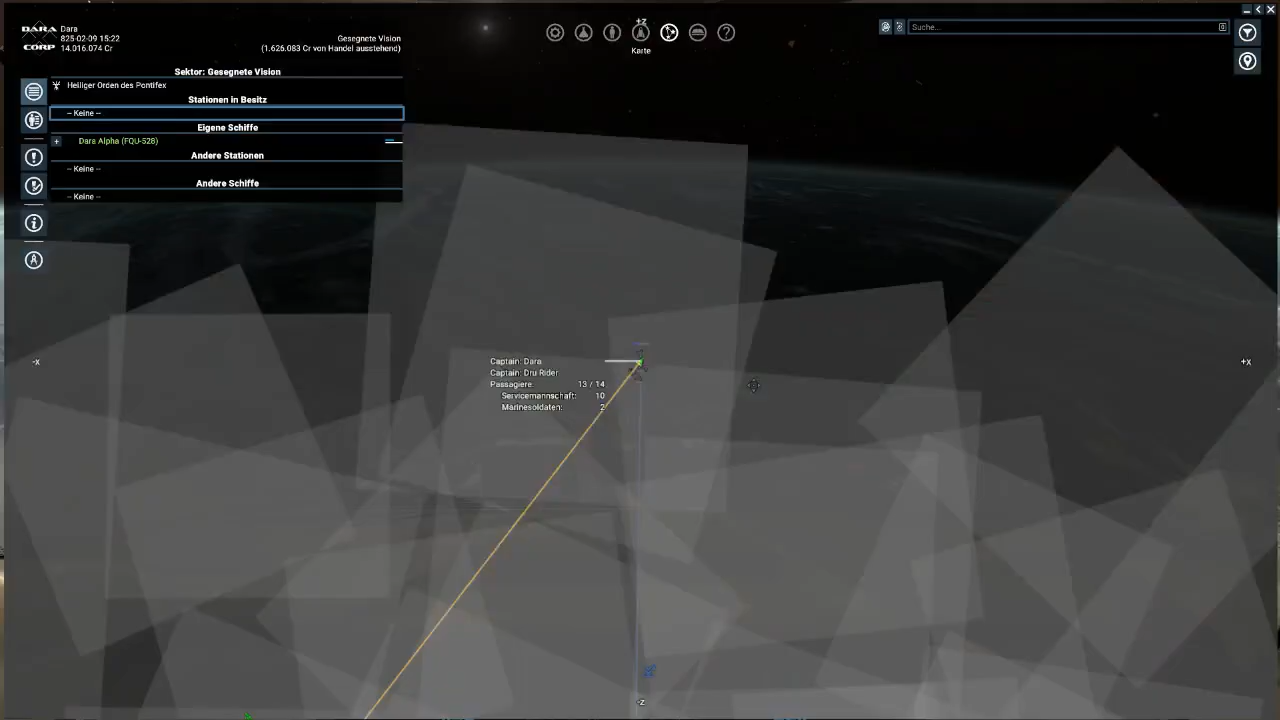 DARA
CORP
Dara
825-02-09 15:22
14.016.074 Cr
Gesegnete Vision
(1.626.083 Cr von Handel ausstehend)
+Z
Karte
Suche...
Sektor: Gesegnete Vision
Heiliger Orden des Pontifex
Stationen in Besitz
-- Keine --
Eigene Schiffe
+ Dara Alpha (FQU-528)
Andere Stationen
-- Keine --
Andere Schiffe
-- Keine --
-X
+X
Captain: Dara
Captain: Dru Rider
Passagiere: 13 / 14
Servicemannschaft: 10
Marinesoldaten: 2
-Z